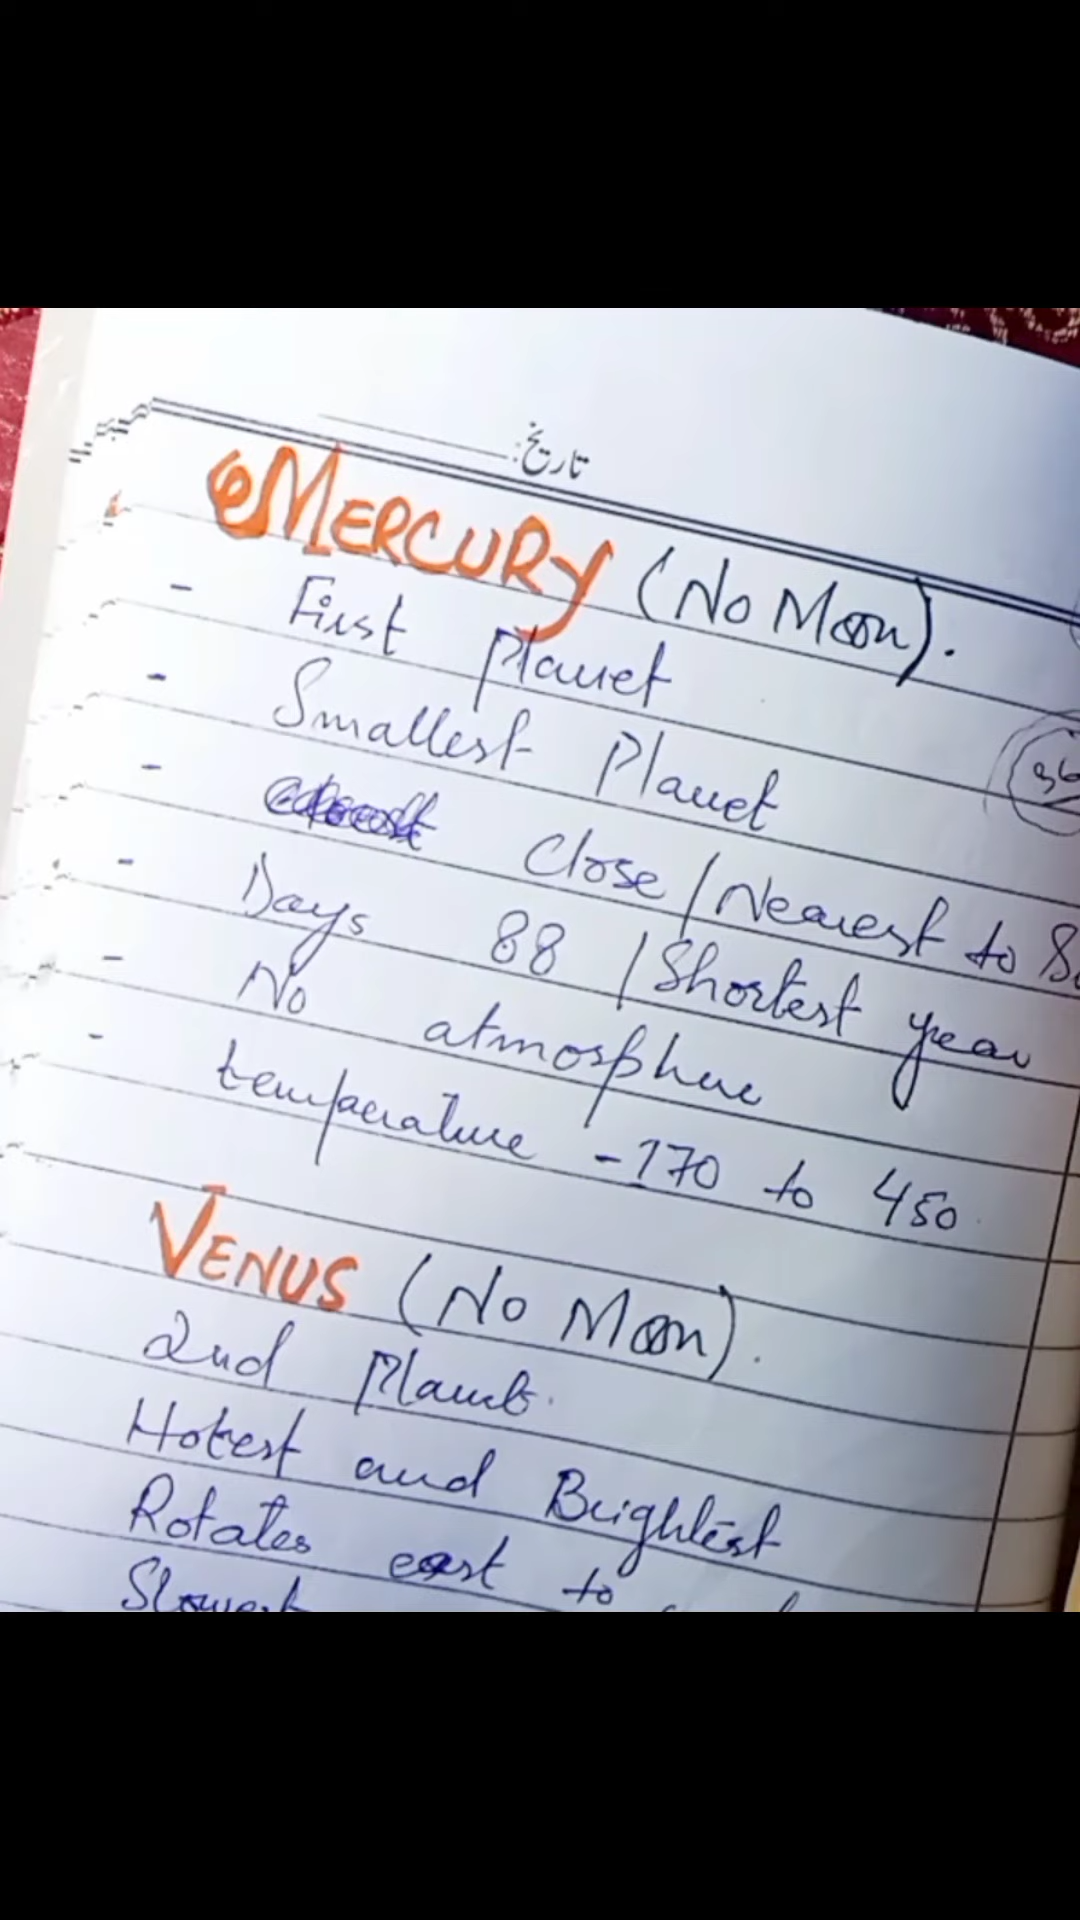 تاریخ:
MERCURY (No Moon).
- First Planet
- Smallest Planet
- Close / Nearest to
- Days 88 / Shortest year
- No atmosphere
- temperature -170 to 450
VENUS (No Moon).
2nd Planet.
Hotest and Brightest
Rotates east to
Slowest